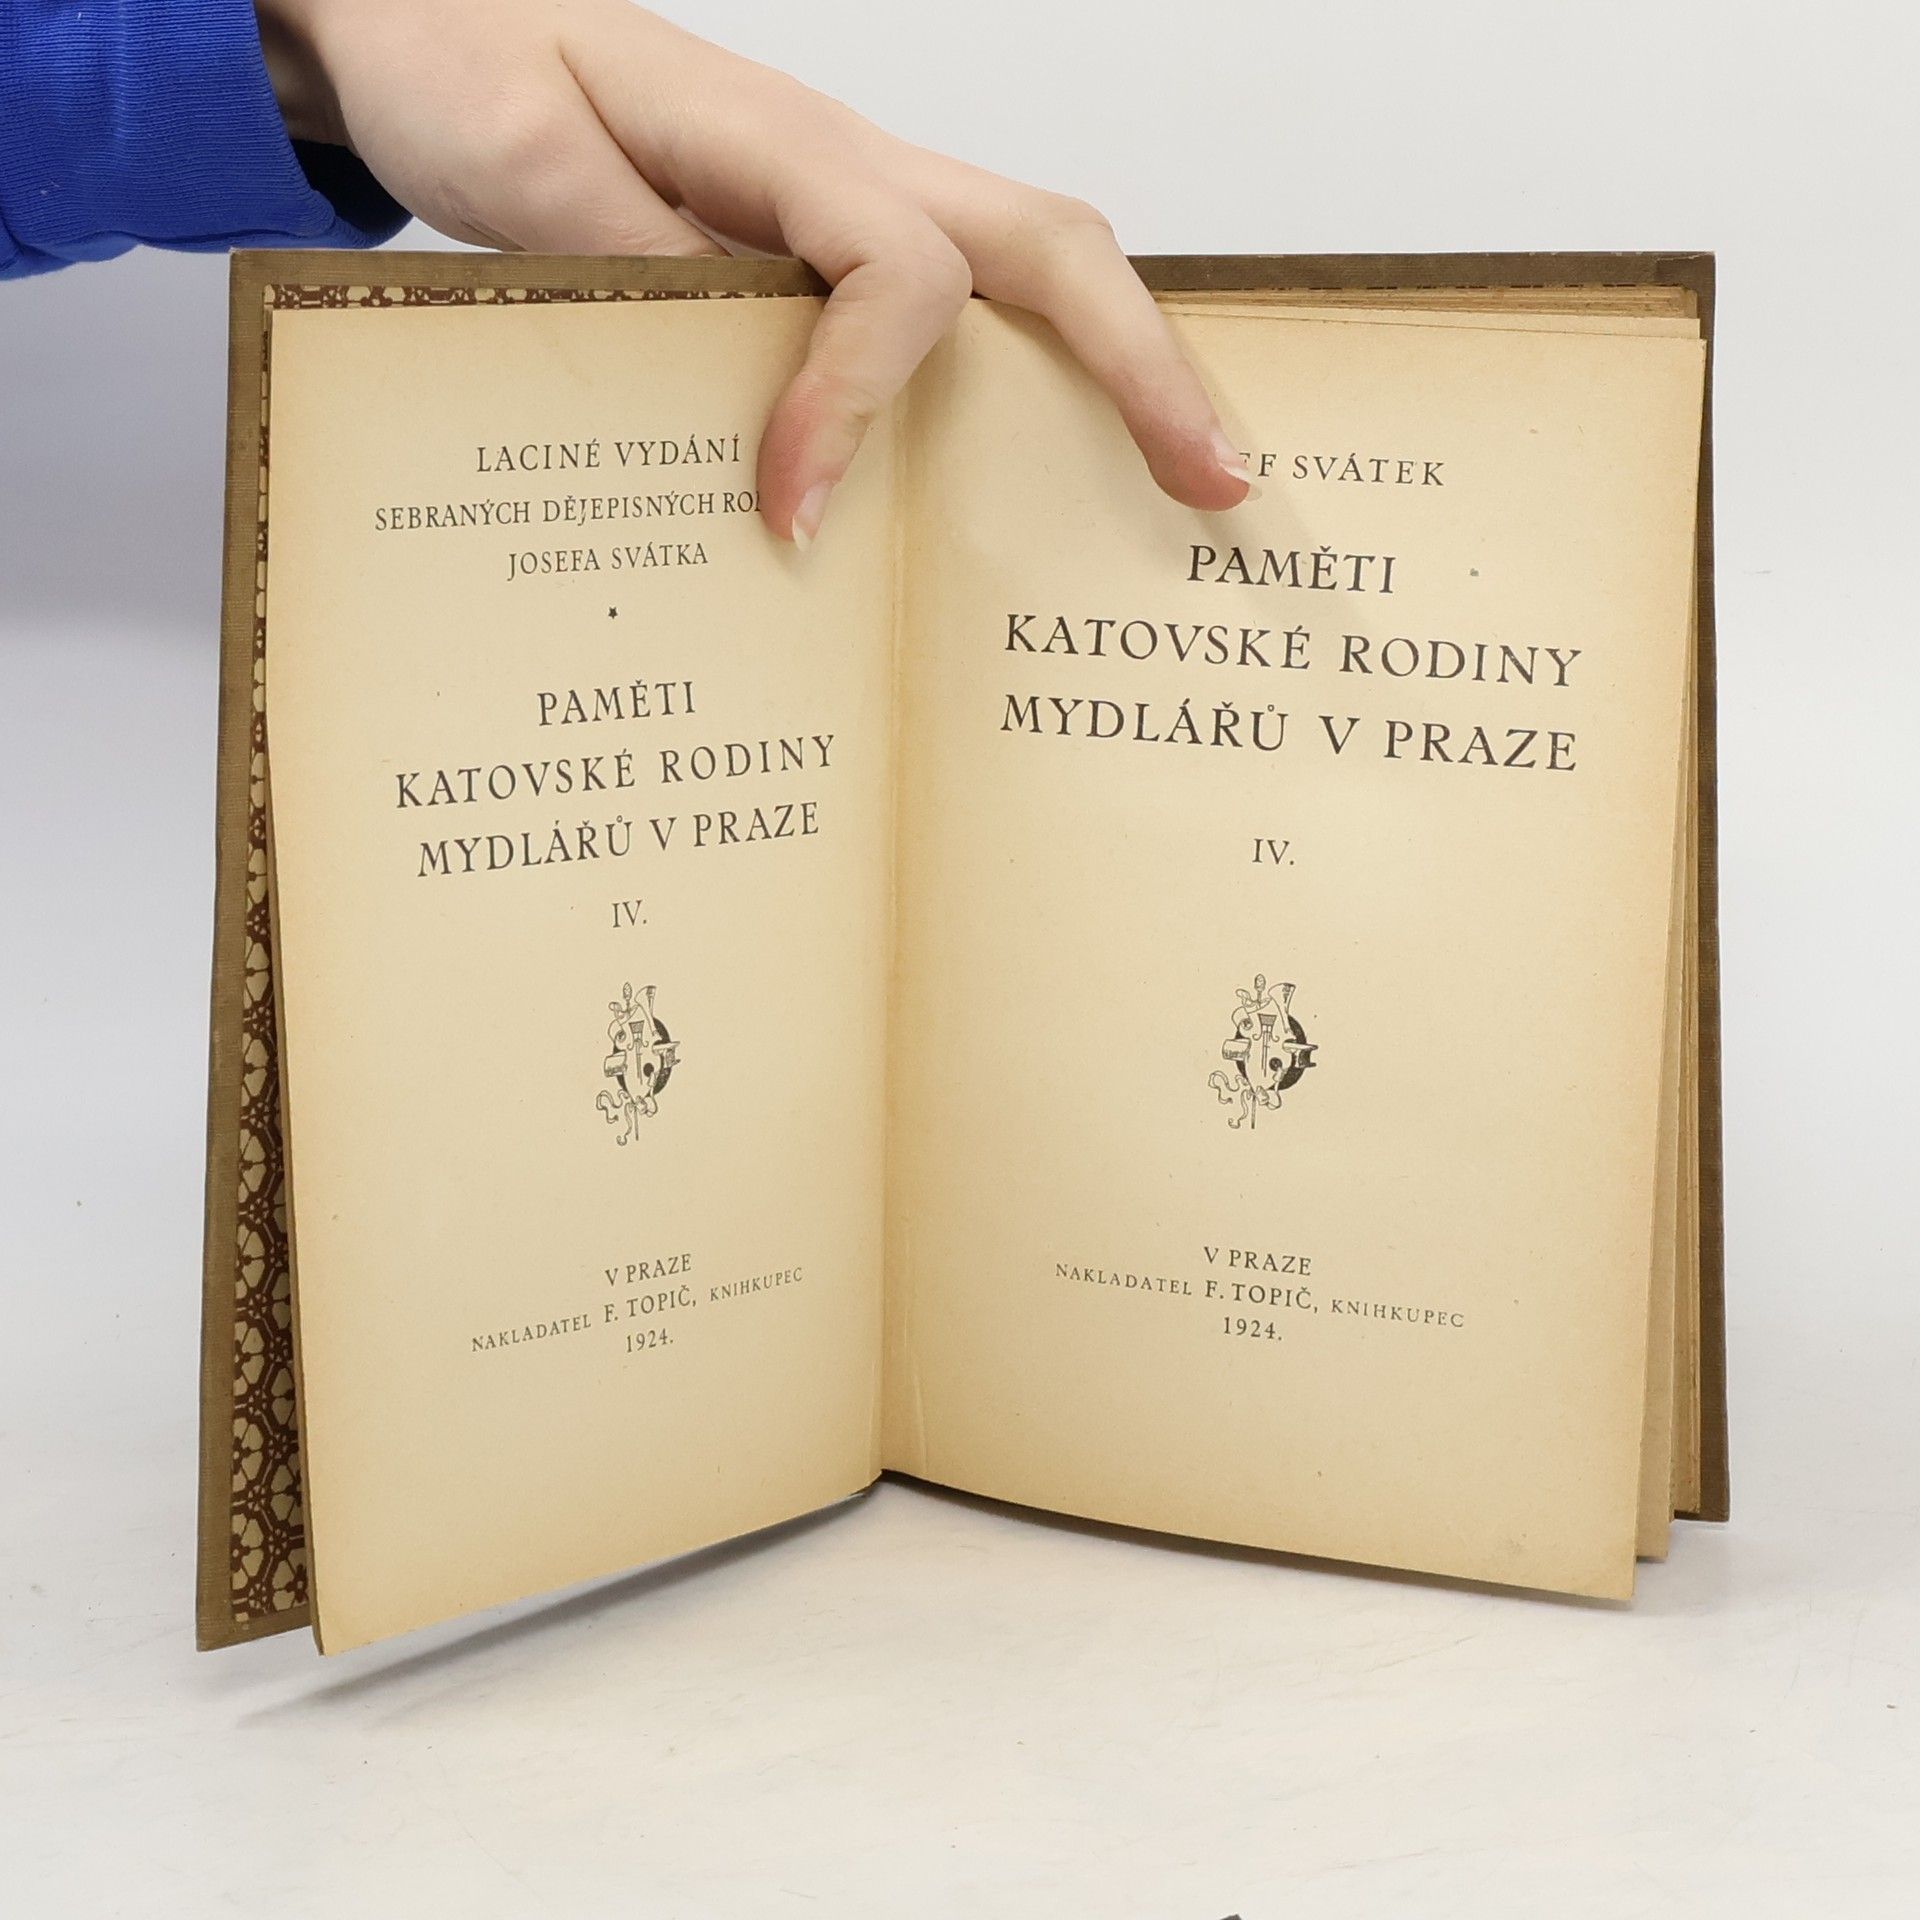 LACINÉ VYDÁNÍ
SEBRANÝCH DĚJEPISNÝCH
JOSEFA SVÁTKA
★
PAMĚTI
KATOVSKÉ RODINY
MYDLÁŘŮ V PRAZE
IV.
V PRAZE
NAKLADATEL F. TOPIČ, KNIHKUPEC
1924.
SVÁTEK
PAMĚTI
KATOVSKÉ RODINY
MYDLÁŘŮ V PRAZE
IV.
V PRAZE
NAKLADATEL F. TOPIČ, KNIHKUPEC
1924.